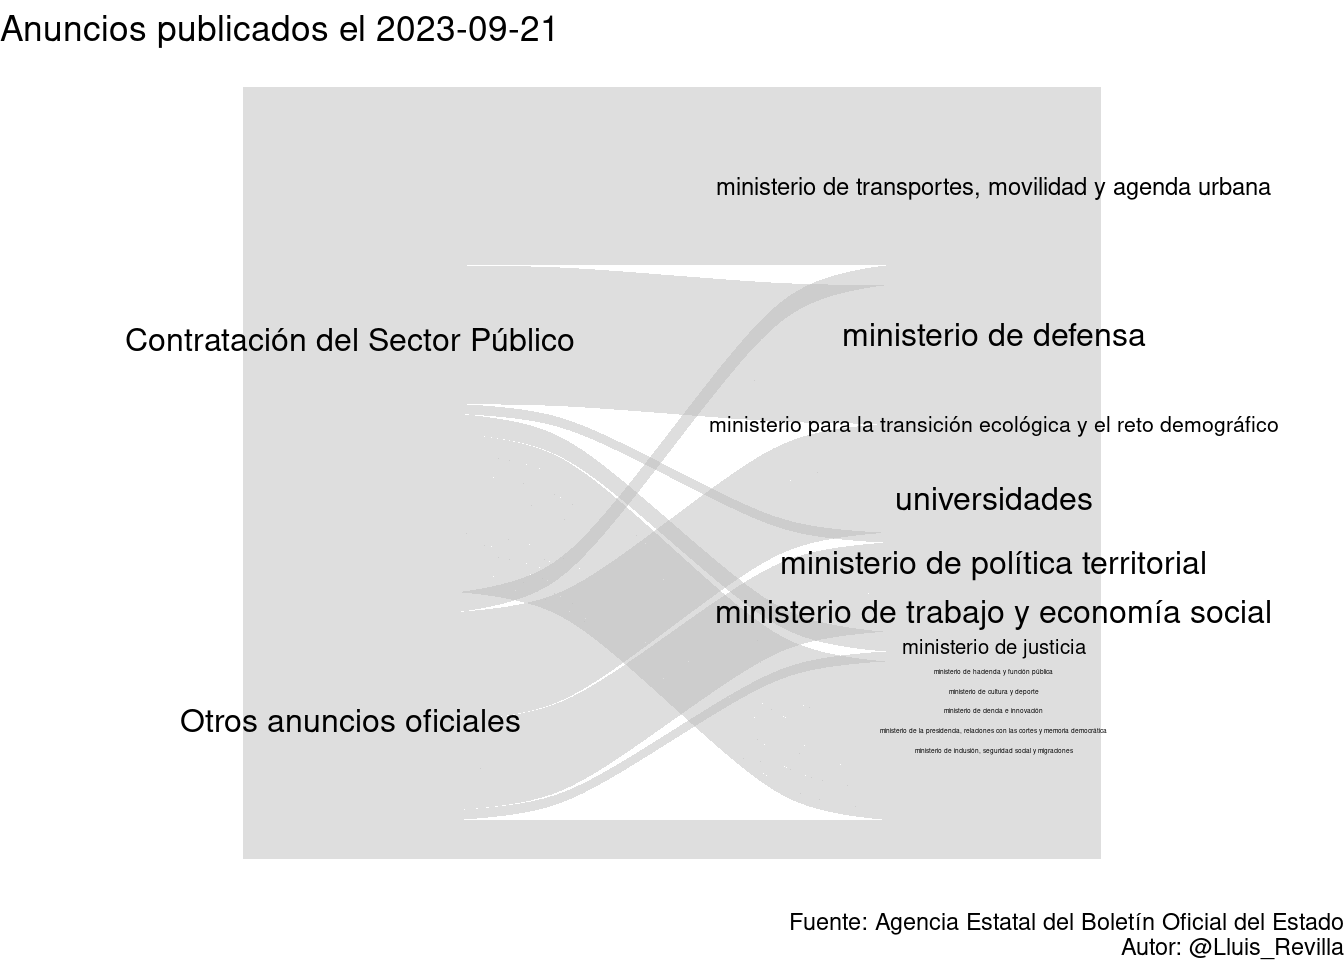 Anuncios publicados el 2023-09-21
ministerio de transportes, movilidad y agenda urbana
Contratación del Sector Público
ministerio de defensa
ministerio para la transición ecológica y el reto demográfico
universidades
ministerio de política territorial
ministerio de trabajo y economía social
ministerio de justicia
ministerio de hacienda y función pública
ministerio de cultura y deporte
ministerio de ciencia e innovación
Otros anuncios oficiales
ministerio de la presidencia, relaciones con las cortes y memoria democrática
ministerio de inclusión, seguridad social y migraciones
Fuente: Agencia Estatal del Boletín Oficial del Estado
Autor: @Lluis_Revilla